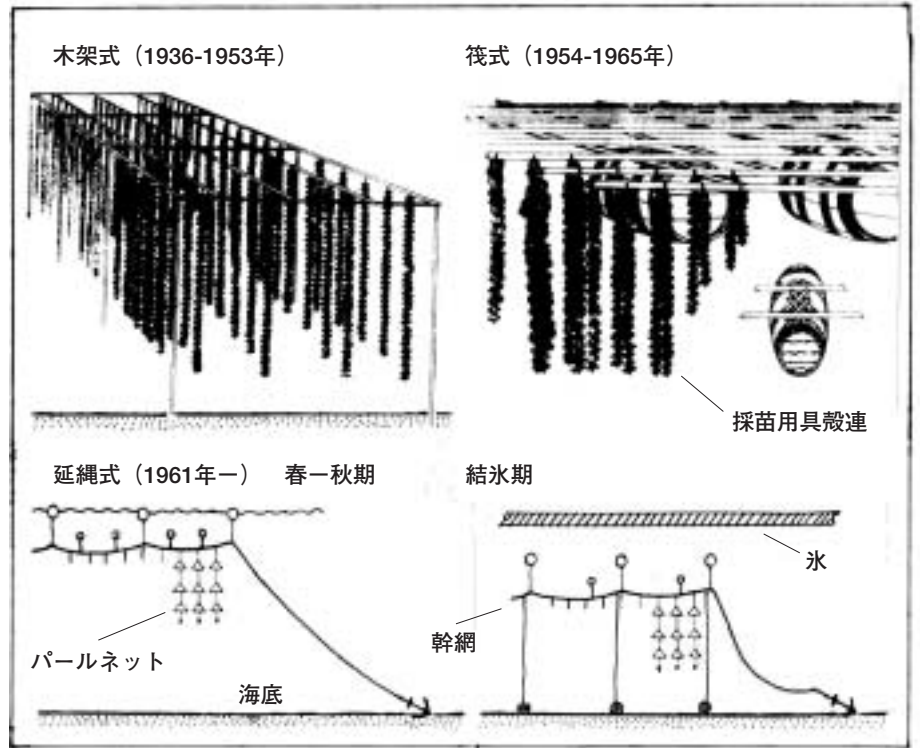 木架式（1936-1953年）
筏式（1954-1965年）
採苗用具殻連
延縄式（1961年ー）　春ー秋期
結氷期
氷
幹網
パールネット
海底